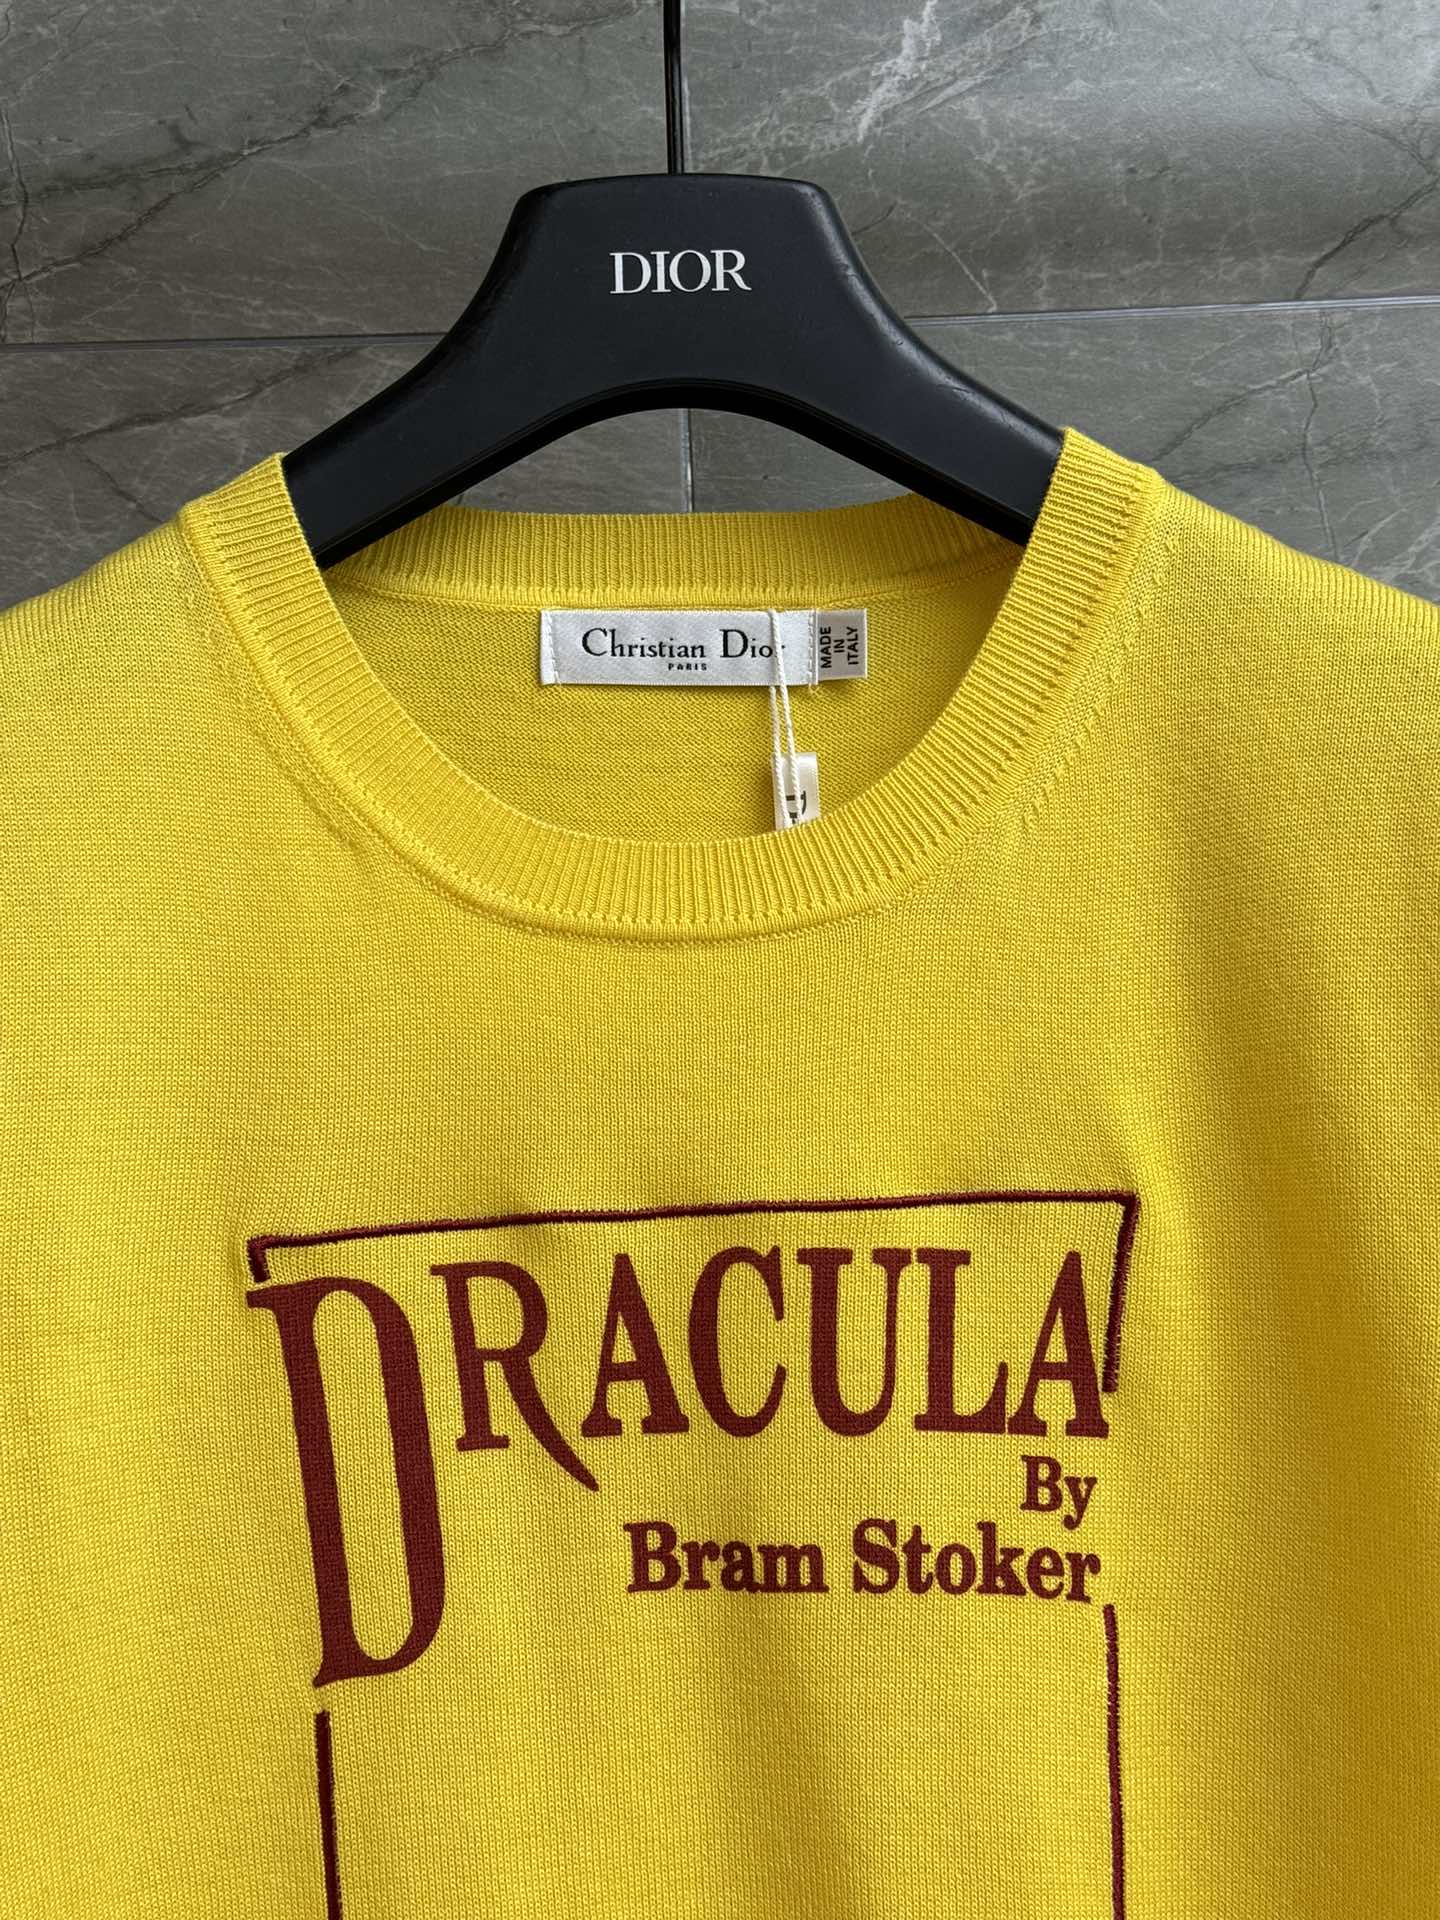 DIOR
Christian Dior
PARIS
MADE
IN
ITALY
DRACULA
By
Bram Stoker